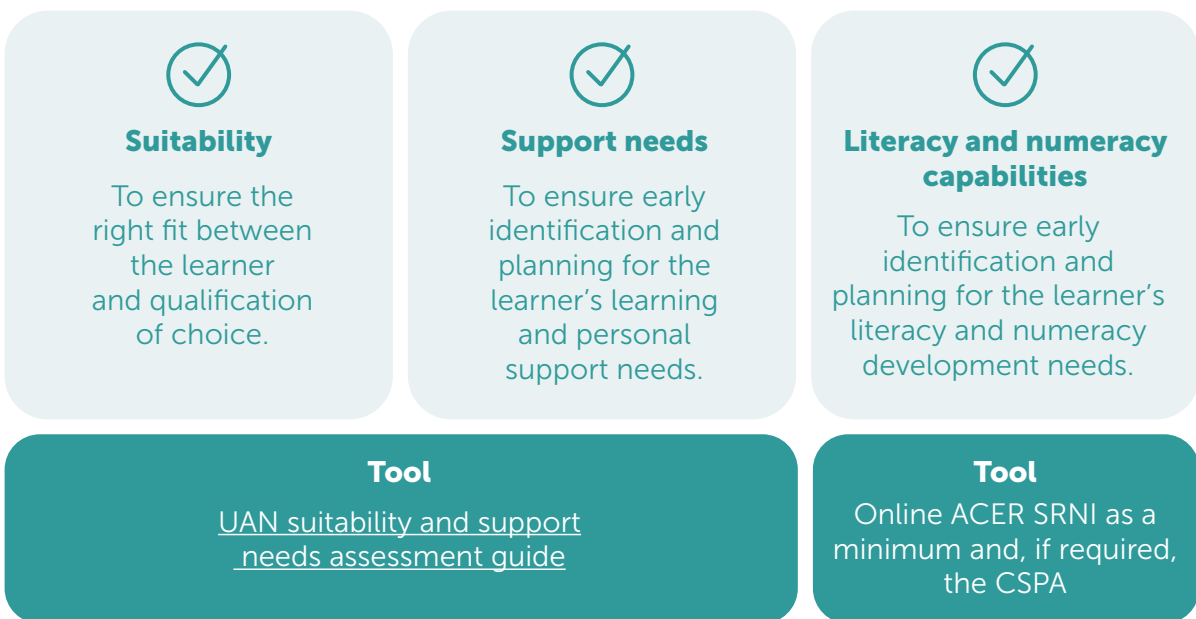 Suitability
To ensure the
right fit between
the learner
and qualification
of choice.
Support needs
To ensure early
identification and
planning for the
learner's learning
and personal
support needs.
Literacy and numeracy
capabilities
To ensure early
identification and
planning for the learner's
literacy and numeracy
development needs.
Tool
UAN suitability and support
needs assessment guide
Tool
Online ACER SRNI as a
minimum and, if required,
the CSPA